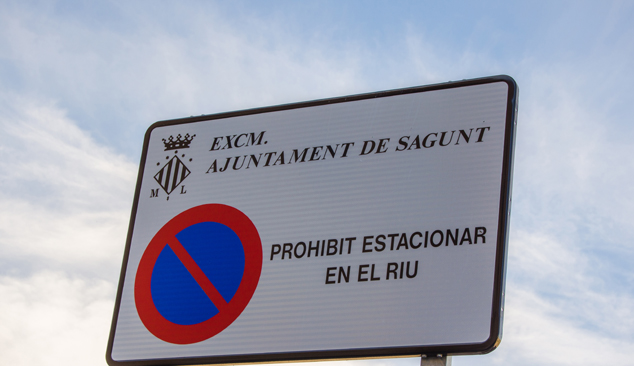 EXCM.
AJUNTAMENT DE SAGUNT
M L
PROHIBIT ESTACIONAR
EN EL RIU